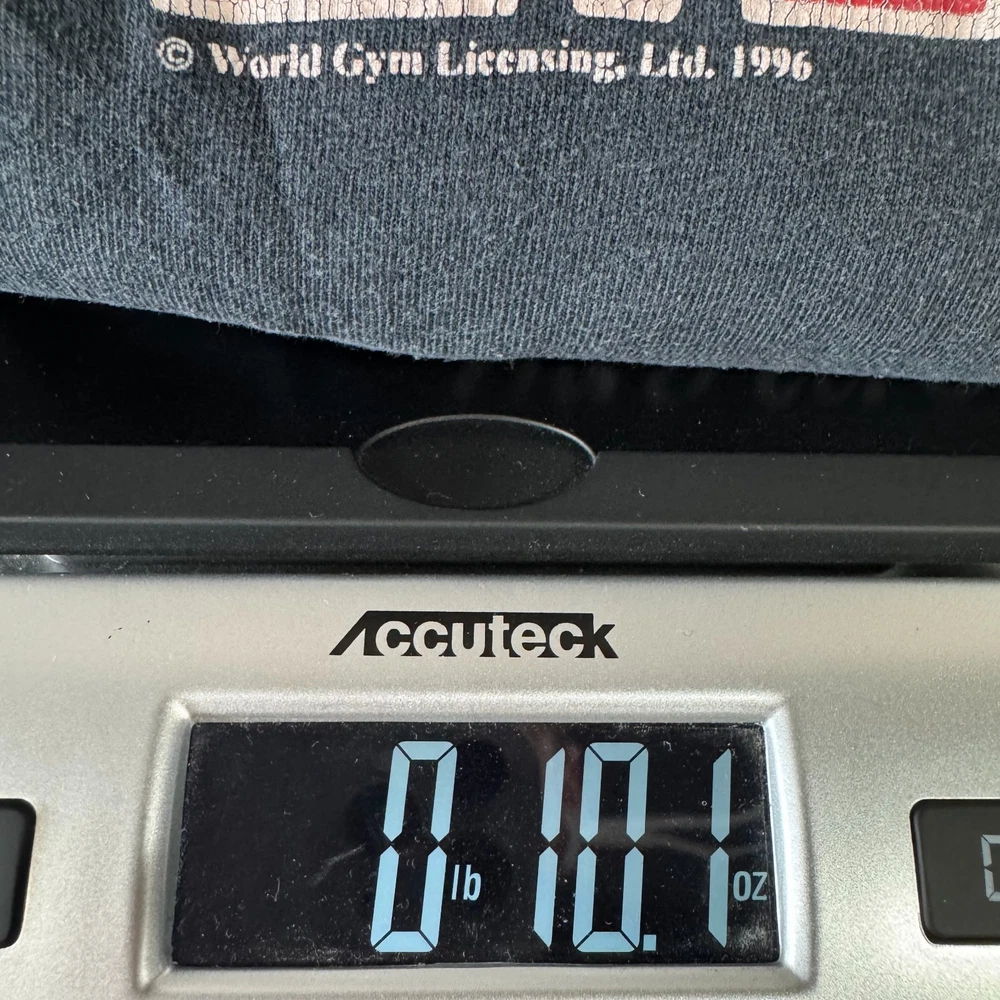 © World Gym Licensing, Ltd. 1996
Accuteck
0 lb 10.1 oz